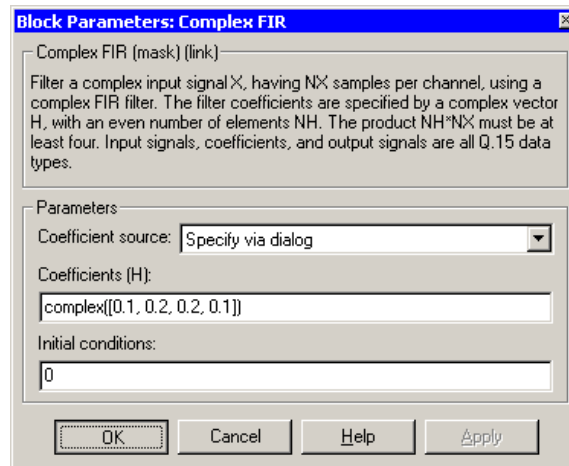 Block Parameters: Complex FIR
Complex FIR (mask) (link)
Filter a complex input signal X, having NX samples per channel, using a
complex FIR filter. The filter coefficients are specified by a complex vector
H, with an even number of elements NH. The product NH*NX must be at
least four. Input signals, coefficients, and output signals are all Q.15 data
types.
Parameters
Coefficient source: Specify via dialog
Coefficients (H):
complex([0.1, 0.2, 0.2, 0.1])
Initial conditions:
0
OK Cancel Help Apply